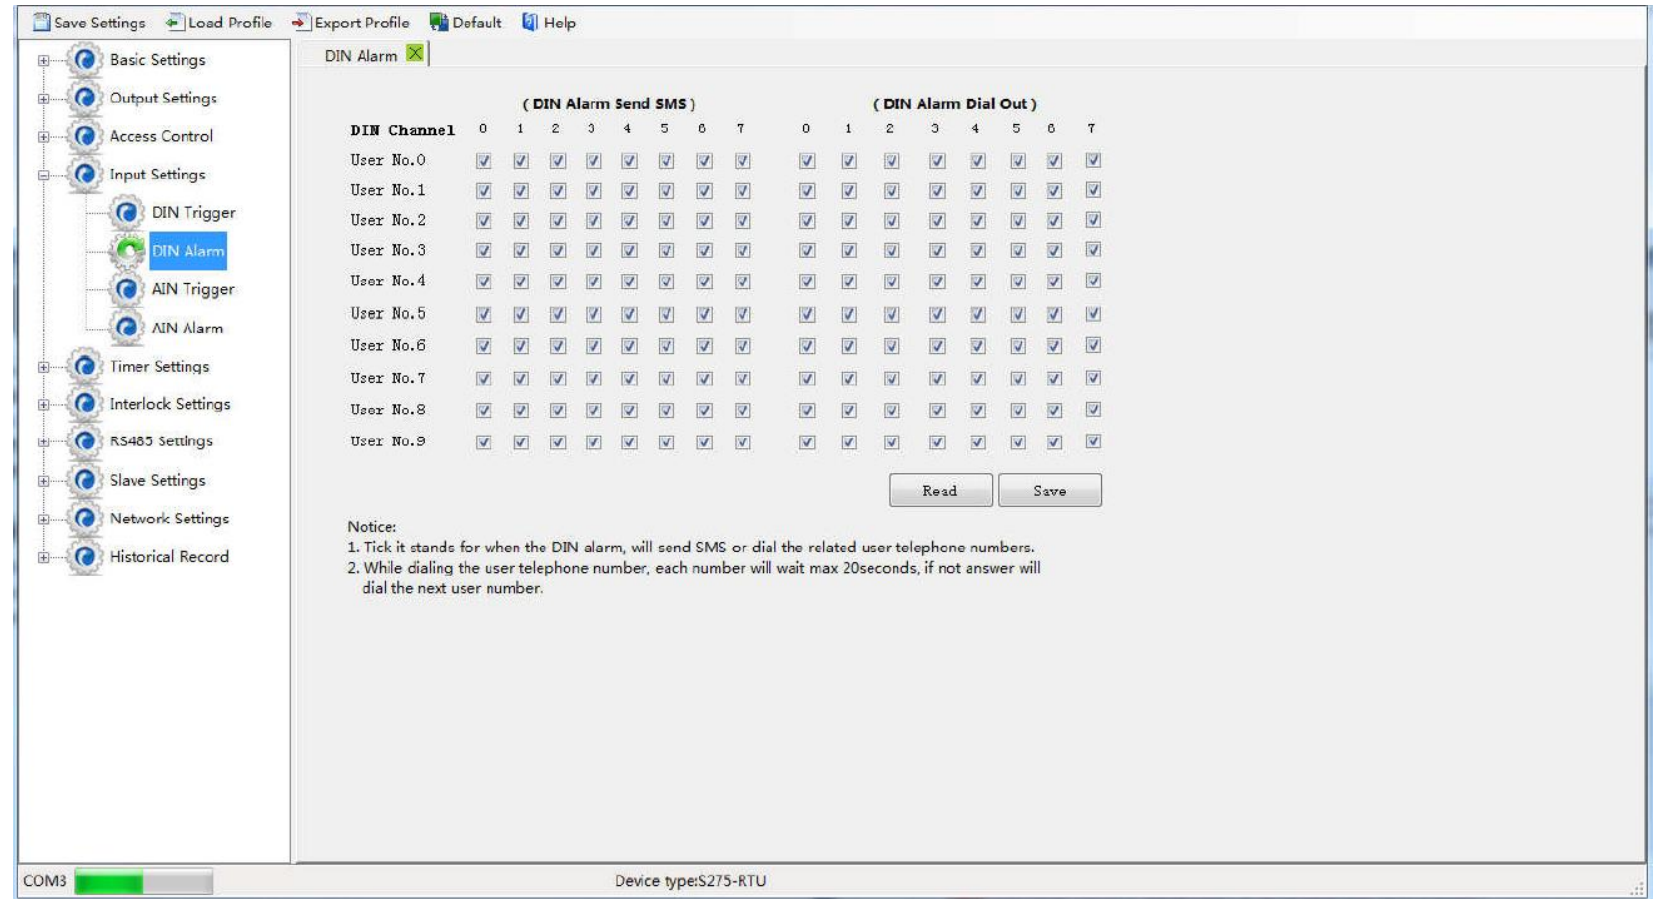 Save Settings Load Profile Export Profile Default Help
Basic Settings
Output Settings
Access Control
Input Settings
DIN Trigger
DIN Alarm
AIN Trigger
AIN Alarm
Timer Settings
Interlock Settings
RS485 Settings
Slave Settings
Network Settings
Historical Record
DIN Alarm
( DIN Alarm Send SMS ) ( DIN Alarm Dial Out )
DIN Channel 0 1 2 3 4 5 6 7 0 1 2 3 4 5 6 7
User No.0
User No.1
User No.2
User No.3
User No.4
User No.5
User No.6
User No.7
User No.8
User No.9
Read Save
Notice:
1. Tick it stands for when the DIN alarm, will send SMS or dial the related user telephone numbers.
2. While dialing the user telephone number, each number will wait max 20seconds, if not answer will
dial the next user number.
COM3 Device type:S275-RTU